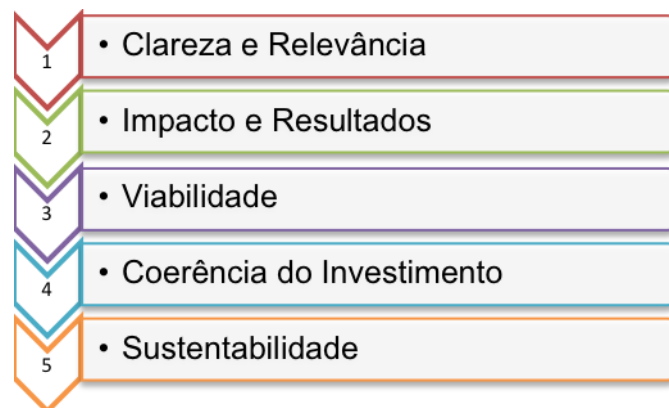 1
• Clareza e Relevância
2
• Impacto e Resultados
3
• Viabilidade
4
• Coerência do Investimento
5
• Sustentabilidade